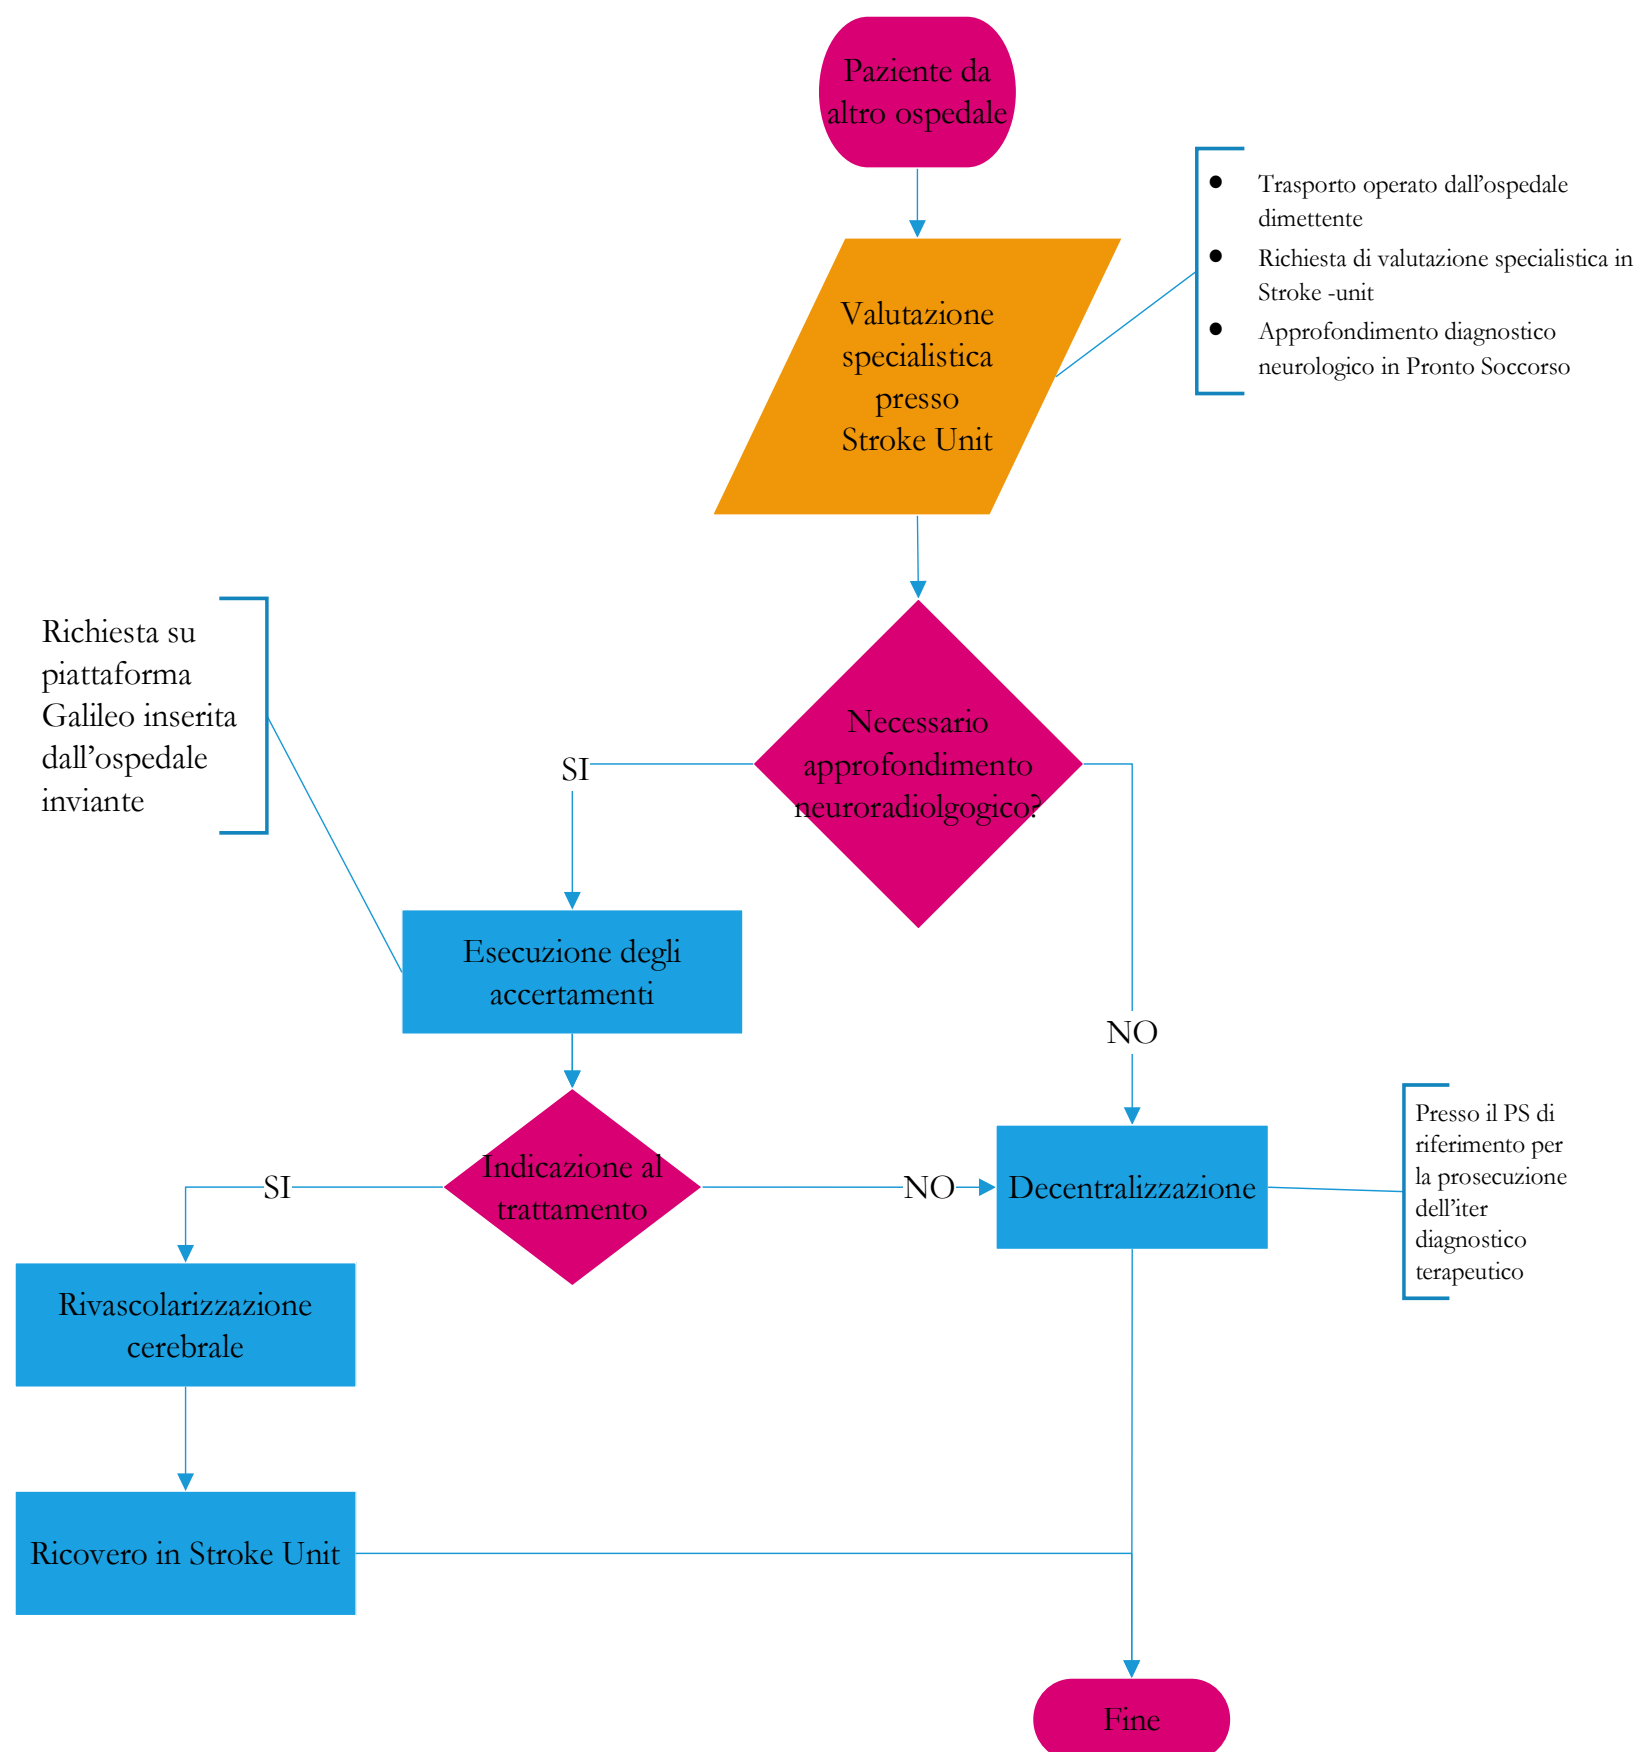 Paziente da
altro ospedale
• Trasporto operato dall'ospedale
dimettente
• Richiesta di valutazione specialistica in
Stroke -unit
• Approfondimento diagnostico
neurologico in Pronto Soccorso
Valutazione
specialistica
presso
Stroke Unit
Richiesta su
piattaforma
Galileo inserita
dall'ospedale
inviante
Necessario
approfondimento
neuroradiolgogico?
SI
Esecuzione degli
accertamenti
NO
Indicazione al
trattamento
SI
NO
Decentralizzazione
Presso il PS di
riferimento per
la prosecuzione
dell'iter
diagnostico
terapeutico
Rivascolarizzazione
cerebrale
Ricovero in Stroke Unit
Fine